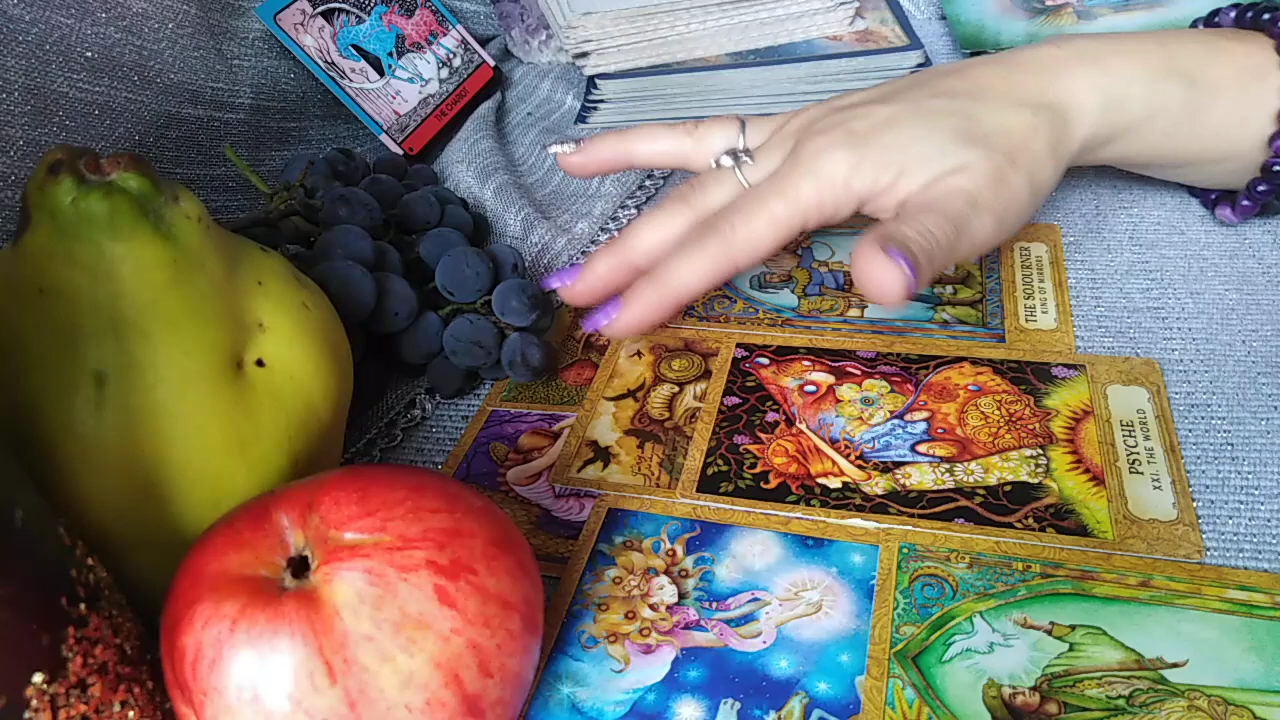 THE CHARIOT
THE SOJOURNER
KING OF MIRRORS
PSYCHE
XXI. THE WORLD